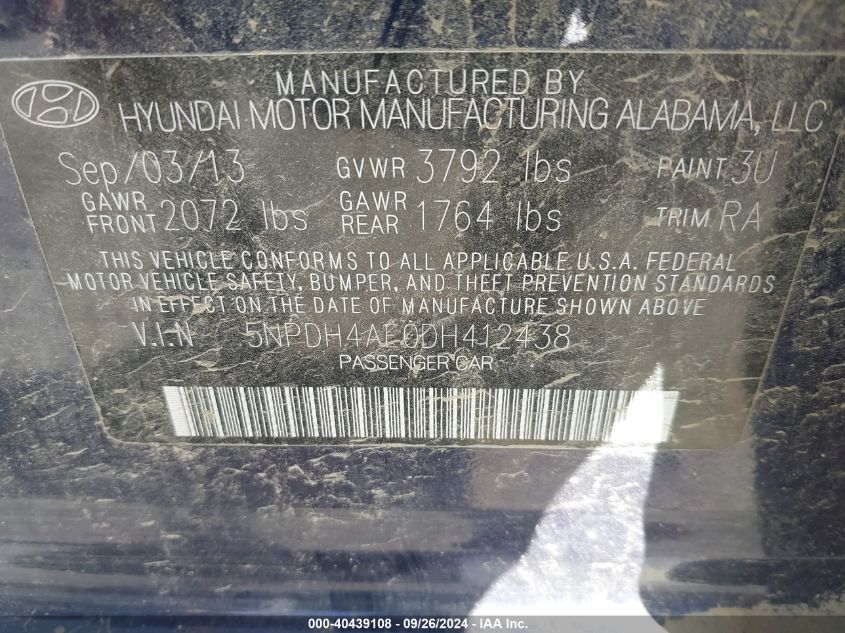 MANUFACTURED BY
HYUNDAI MOTOR MANUFACTURING ALABAMA, LLC
Sep/03/13 GVWR 3792 lbs PAINT 3U
GAWR FRONT 2072 lbs GAWR REAR 1764 lbs TRIM RA
THIS VEHICLE CONFORMS TO ALL APPLICABLE U.S.A. FEDERAL
MOTOR VEHICLE SAFETY, BUMPER, AND THEFT PREVENTION STANDARDS
IN EFFECT ON THE DATE OF MANUFACTURE SHOWN ABOVE
V.I.N 5NPDH4AE0DH412438
PASSENGER CAR
000-40439108 - 09/26/2024 - IAA Inc.